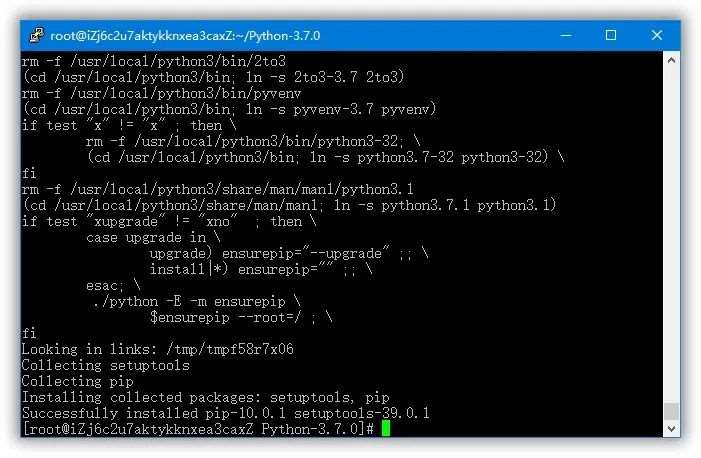 root@iZj6c2u7aktykknxea3caxZ:~/Python-3.7.0
rm -f /usr/local/python3/bin/2to3
(cd /usr/local/python3/bin; ln -s 2to3-3.7 2to3)
rm -f /usr/local/python3/bin/pyvenv
(cd /usr/local/python3/bin; ln -s pyvenv-3.7 pyvenv)
if test "x" != "x" ; then \
        rm -f /usr/local/python3/bin/python3-32; \
        (cd /usr/local/python3/bin; ln -s python3.7-32 python3-32) \
fi
rm -f /usr/local/python3/share/man/man1/python3.1
(cd /usr/local/python3/share/man/man1; ln -s python3.7.1 python3.1)
if test "xupgrade" != "xno"  ; then \
        case upgrade in \
                upgrade) ensurepip="--upgrade" ;; \
                install|*) ensurepip="" ;; \
        esac; \
         ./python -E -m ensurepip \
                $ensurepip --root=/ ; \
fi
Looking in links: /tmp/tmpf58r7x06
Collecting setuptools
Collecting pip
Installing collected packages: setuptools, pip
Successfully installed pip-10.0.1 setuptools-39.0.1
[root@iZj6c2u7aktykknxea3caxZ Python-3.7.0]#